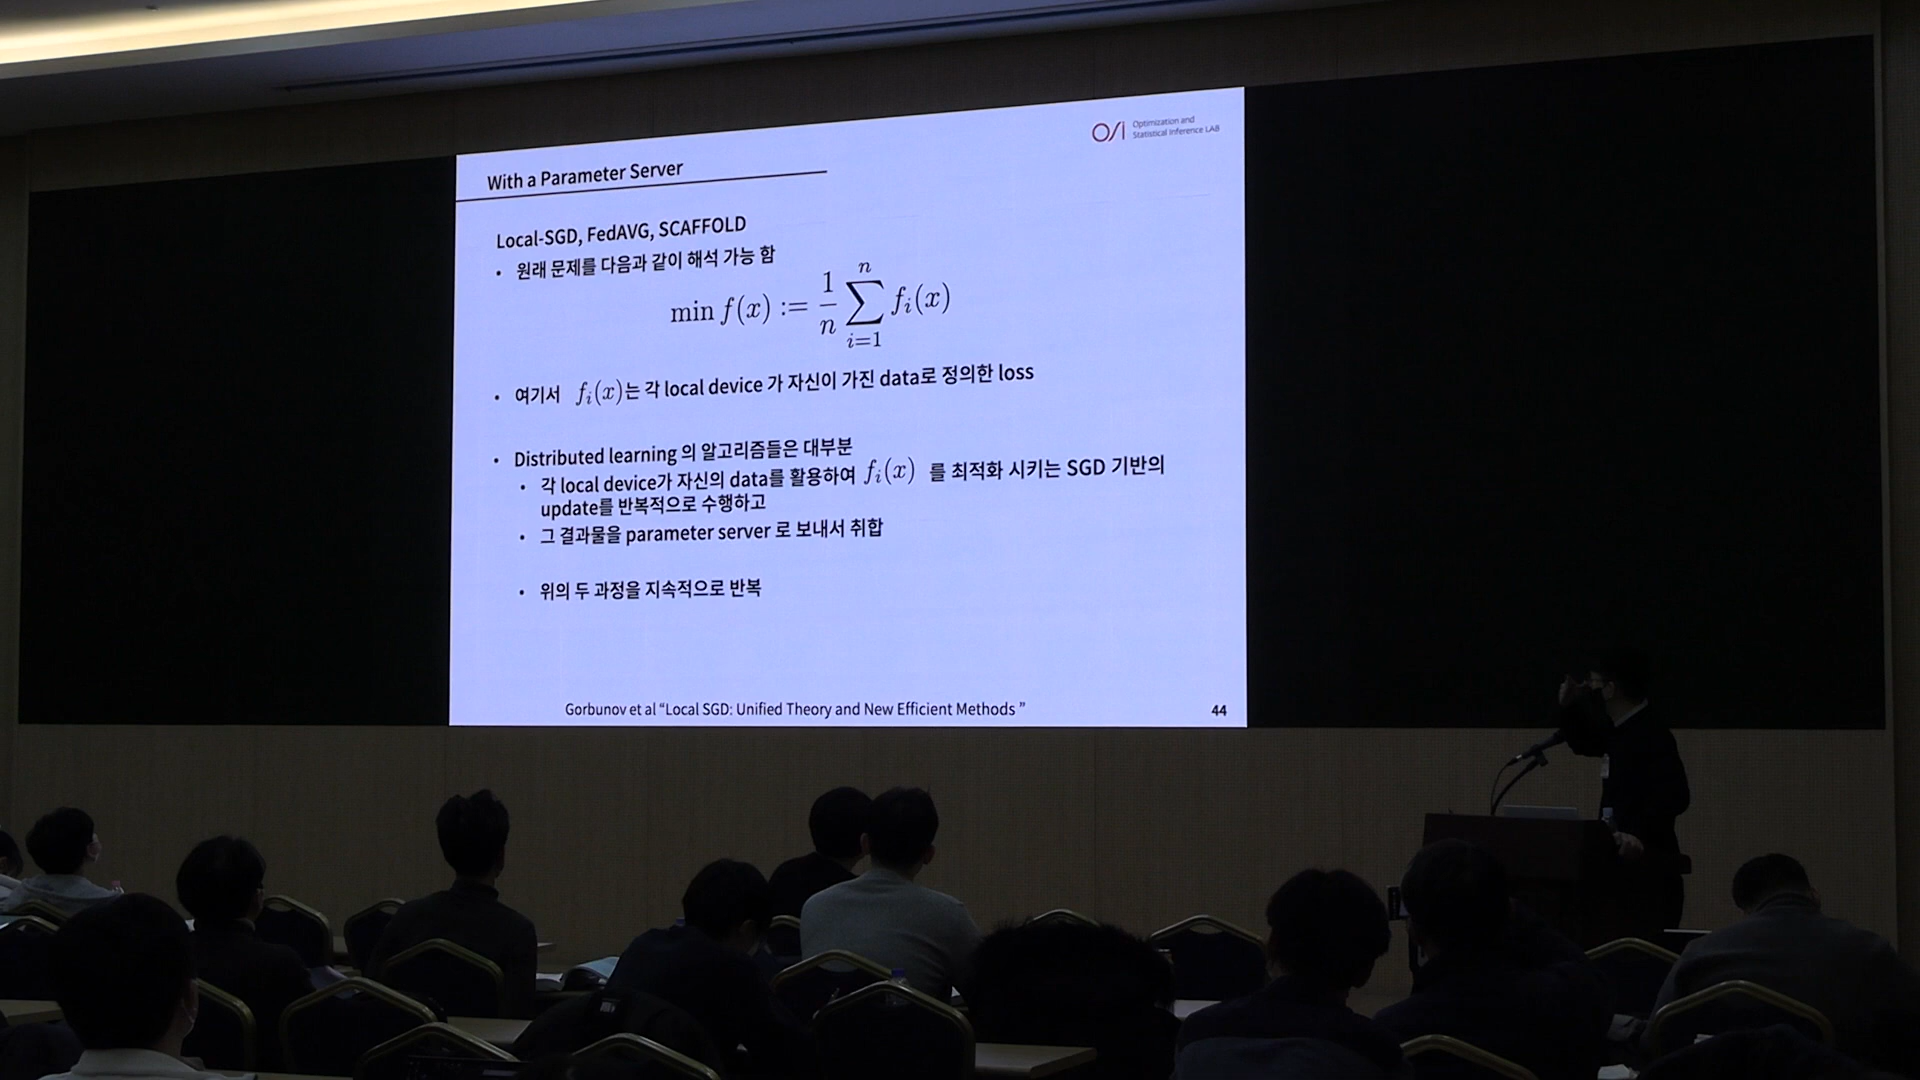 OSI Optimization and
Statistical Inference LAB
With a Parameter Server
Local-SGD, FedAVG, SCAFFOLD
• 원래 문제를 다음과 같이 해석 가능 함
min f(x) := \frac{1}{n} \sum_{i=1}^{n} f_i(x)
• 여기서 f_i(x)는 각 local device 가 자신이 가진 data로 정의한 loss
• Distributed learning 의 알고리즘들은 대부분
• 각 local device가 자신의 data를 활용하여 f_i(x) 를 최적화 시키는 SGD 기반의
update를 반복적으로 수행하고
• 그 결과물을 parameter server 로 보내서 취합
• 위의 두 과정을 지속적으로 반복
Gorbunov et al “Local SGD: Unified Theory and New Efficient Methods ”
44